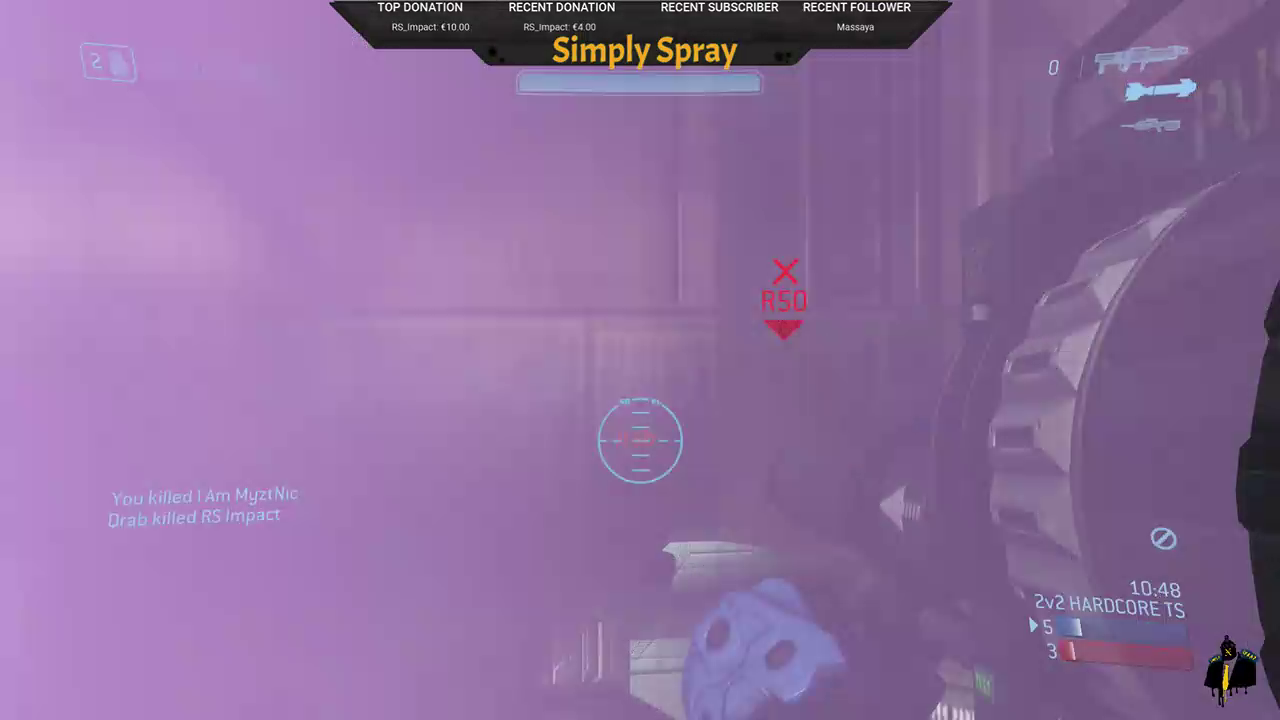 TOP DONATION
RECENT DONATION
RECENT SUBSCRIBER
RECENT FOLLOWER
RS_Impact: €10.00
RS_Impact: €4.00
Massaya
Simply Spray
2
0
R50
You killed I Am MyztNic
Drab killed RS Impact
10:48
2v2 HARDCORE TS
5
3